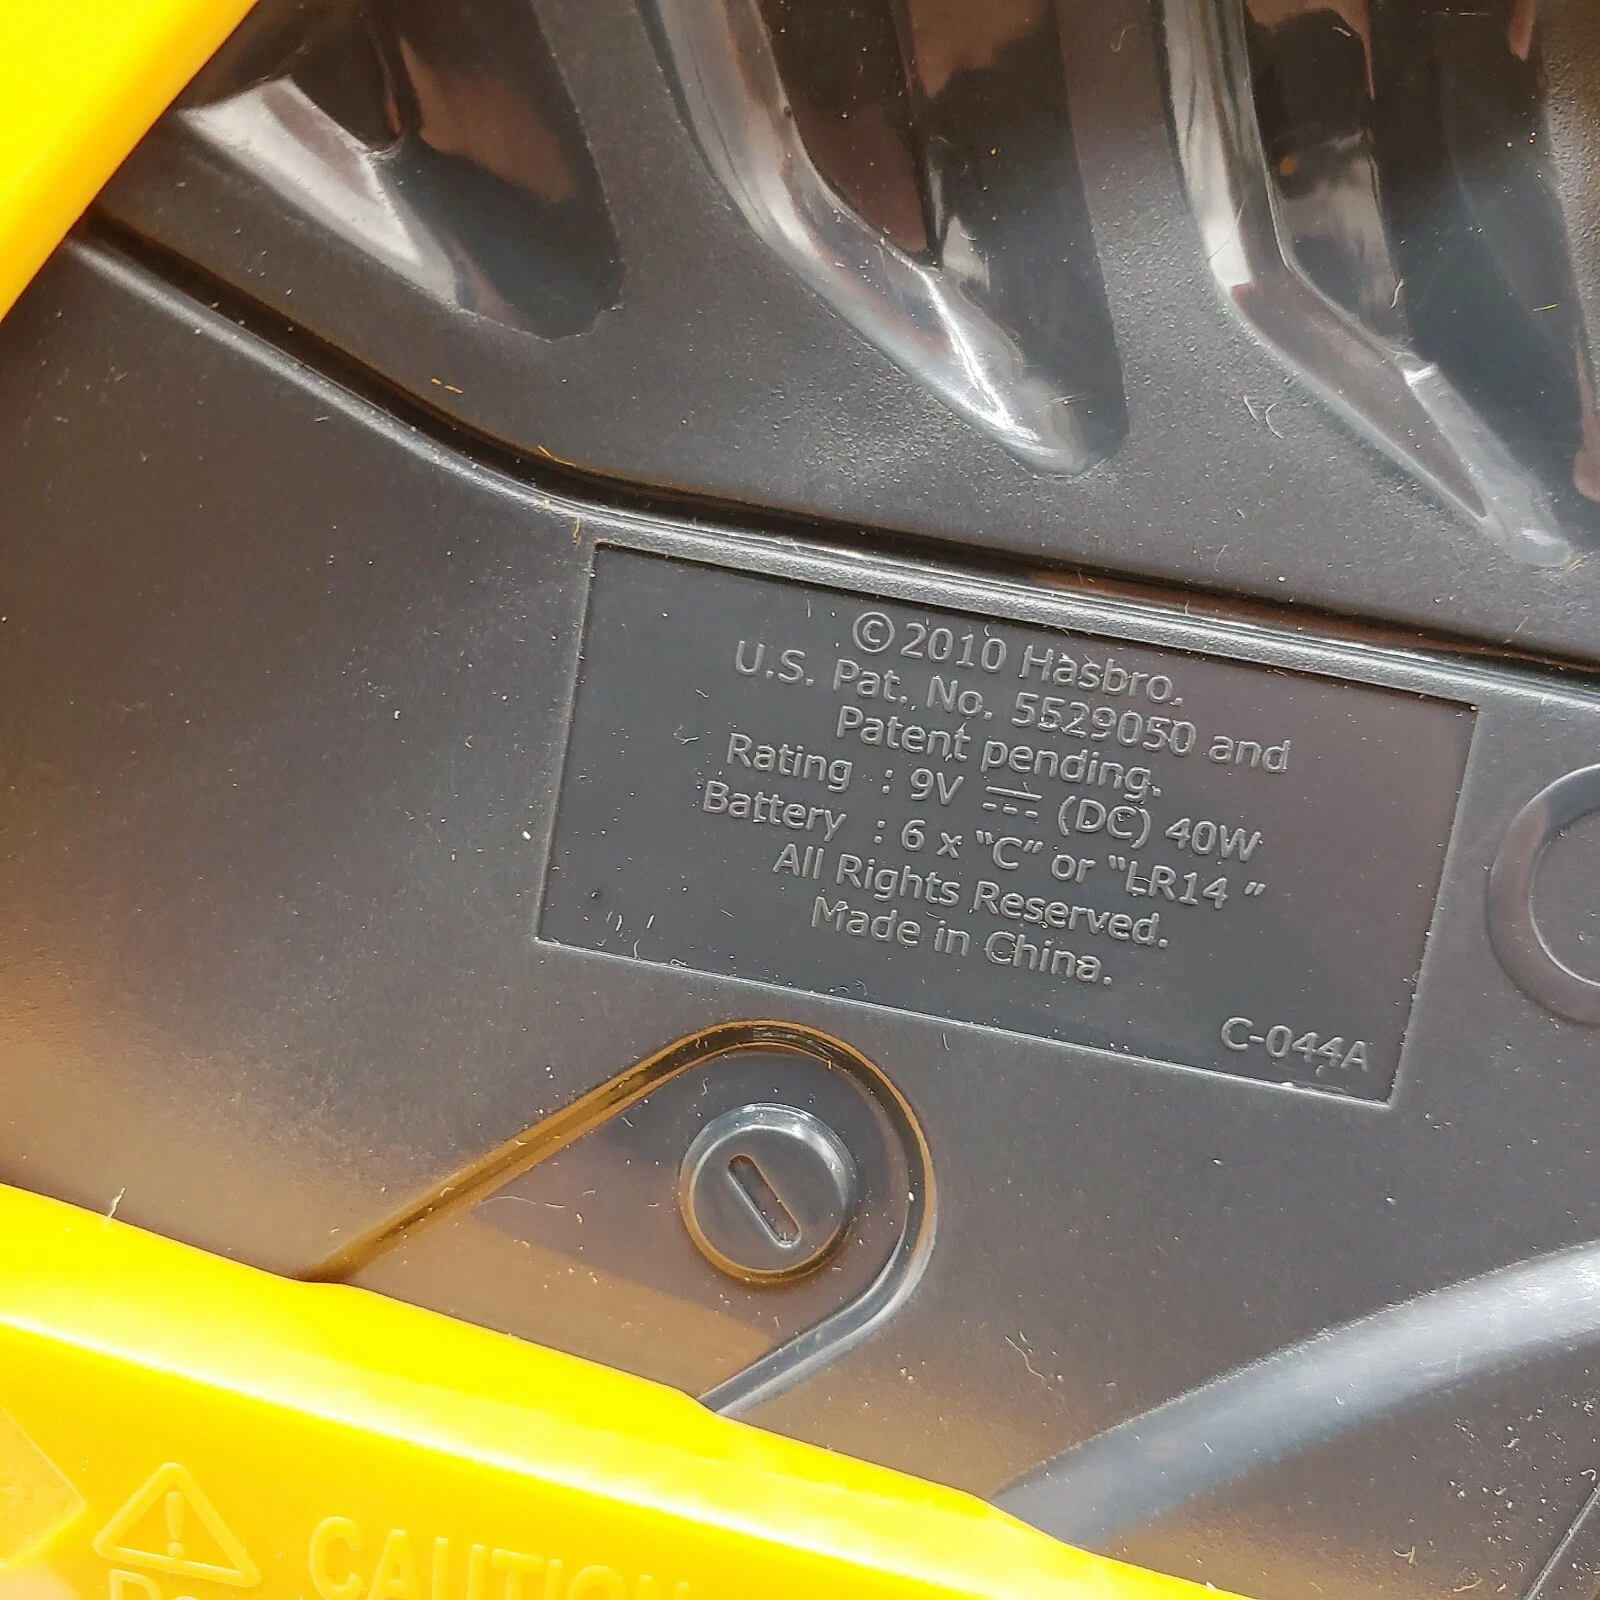 © 2010 Hasbro.
U.S. Pat. No. 5529050 and
Patent pending.
Rating : 9V ⎓ (DC) 40W
Battery : 6 x “C” or “LR14 ”
All Rights Reserved.
Made in China.
C-044A
CAUTION